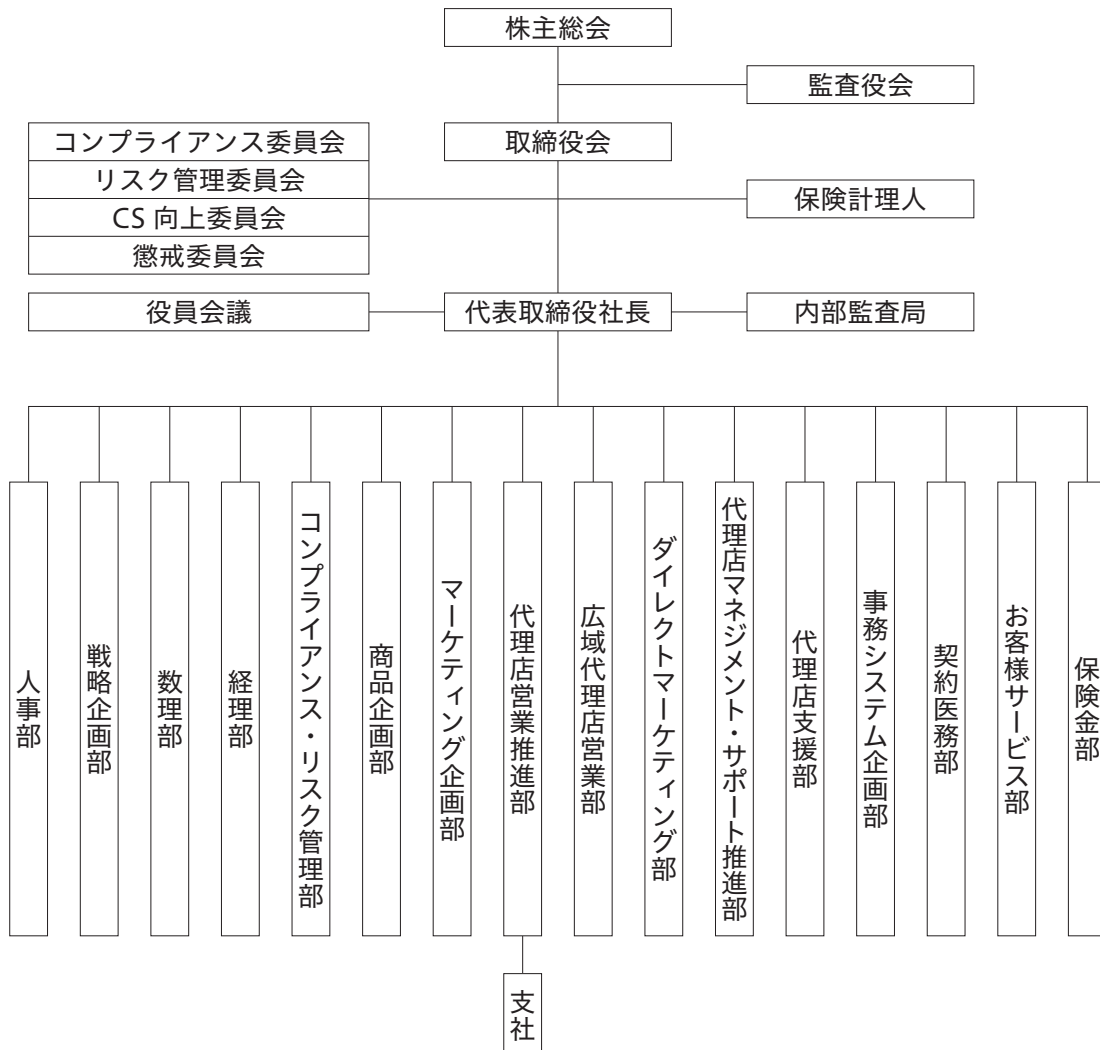 株主総会
監査役会
取締役会
コンプライアンス委員会
リスク管理委員会
CS 向上委員会
懲戒委員会
保険計理人
役員会議
代表取締役社長
内部監査局
人事部
戦略企画部
数理部
経理部
コンプライアンス・リスク管理部
商品企画部
マーケティング企画部
代理店営業推進部
広域代理店営業部
ダイレクトマーケティング部
代理店マネジメント・サポート推進部
代理店支援部
事務システム企画部
契約医務部
お客様サービス部
保険金部
支社